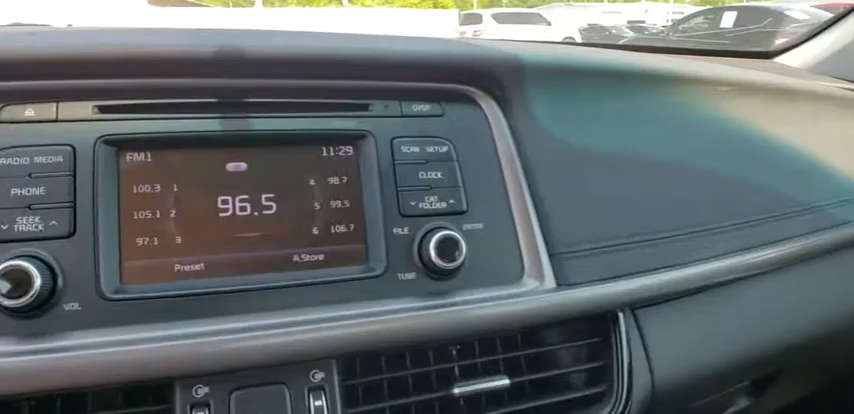 DISP
RADIO MEDIA
PHONE
SEEK
TRACK
VOL
FM1
11:29
100.3 1
105.1 2
97.1 3
96.5
4 98.7
5 99.5
6 106.7
Preset
A.Store
SCAN SETUP
CLOCK
CAT
FOLDER
FILE
TUNE
ENTER